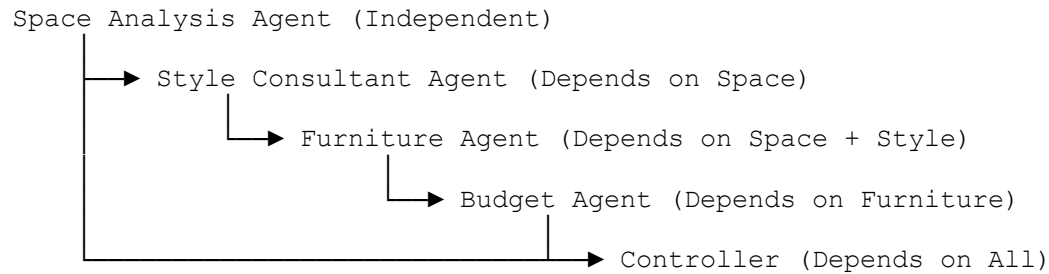 Space Analysis Agent (Independent)
Style Consultant Agent (Depends on Space)
Furniture Agent (Depends on Space + Style)
Budget Agent (Depends on Furniture)
Controller (Depends on All)